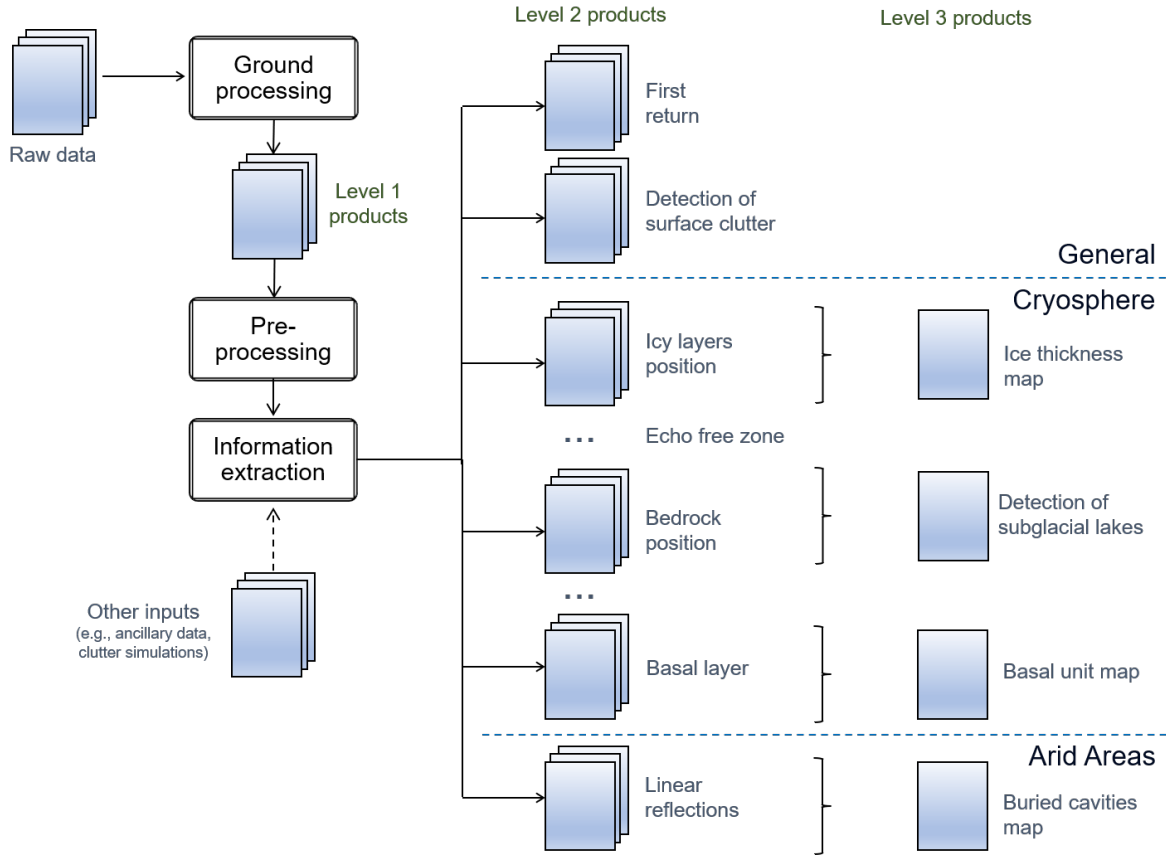 Level 2 products
Level 3 products
Ground
processing
Raw data
First
return
Level 1
products
Detection of
surface clutter
General
Cryosphere
Pre-
processing
Icy layers
position
Ice thickness
map
...
Echo free zone
Information
extraction
Bedrock
position
Detection of
subglacial lakes
...
Other inputs
(e.g., ancillary data,
clutter simulations)
Basal layer
Basal unit map
Arid Areas
Linear
reflections
Buried cavities
map